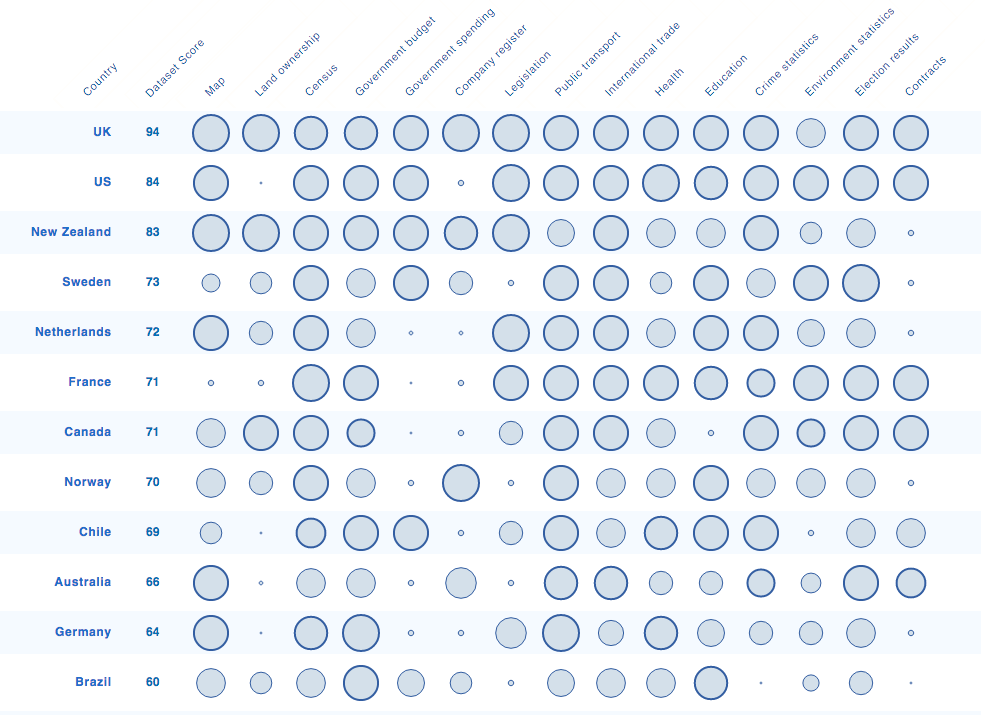 Country
Dataset Score
Map
Land ownership
Census
Government budget
Government spending
Company register
Legislation
Public transport
International trade
Health
Education
Crime statistics
Environment statistics
Election results
Contracts
UK 94
US 84
New Zealand 83
Sweden 73
Netherlands 72
France 71
Canada 71
Norway 70
Chile 69
Australia 66
Germany 64
Brazil 60